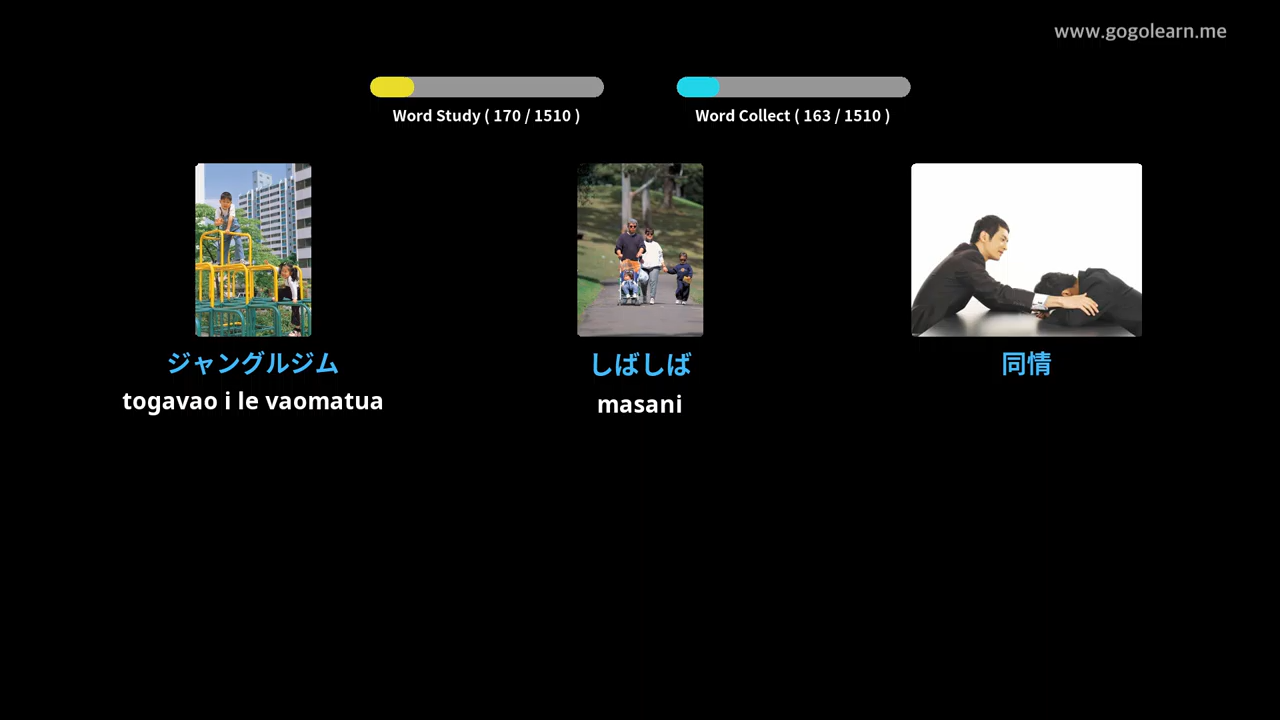 www.gogolearn.me
Word Study ( 170 / 1510 )
Word Collect ( 163 / 1510 )
ジャングルジム
しばしば
同情
togavao i le vaomatua
masani